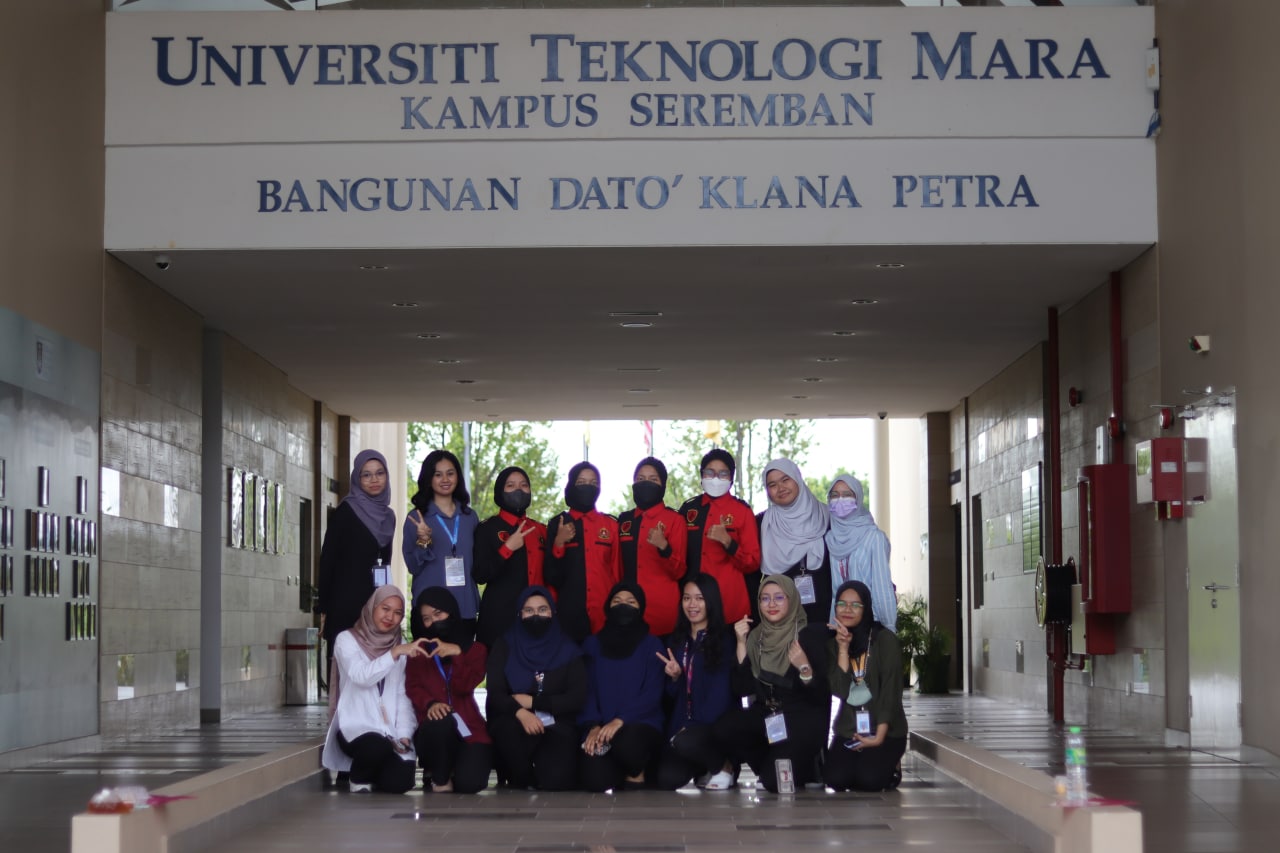 UNIVERSITI TEKNOLOGI MARA
KAMPUS SEREMBAN
BANGUNAN DATO' KLANA PETRA